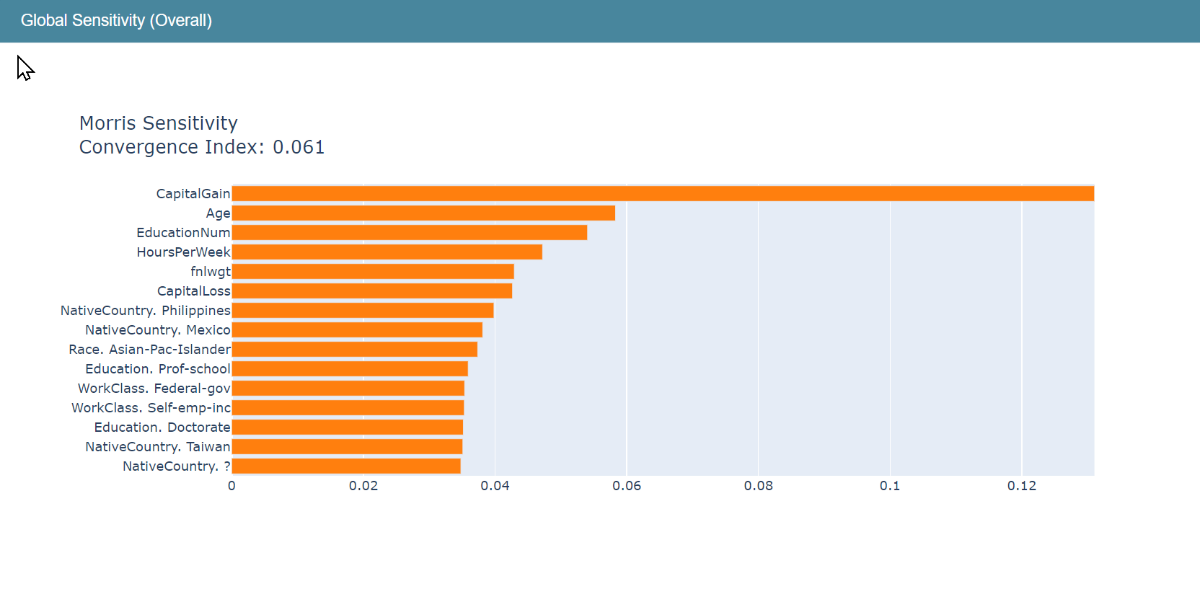 Global Sensitivity (Overall)
Morris Sensitivity
Convergence Index: 0.061
CapitalGain
Age
EducationNum
HoursPerWeek
fnlwgt
CapitalLoss
NativeCountry. Philippines
NativeCountry. Mexico
Race. Asian-Pac-Islander
Education. Prof-school
WorkClass. Federal-gov
WorkClass. Self-emp-inc
Education. Doctorate
NativeCountry. Taiwan
NativeCountry. ?
0 0.02 0.04 0.06 0.08 0.1 0.12